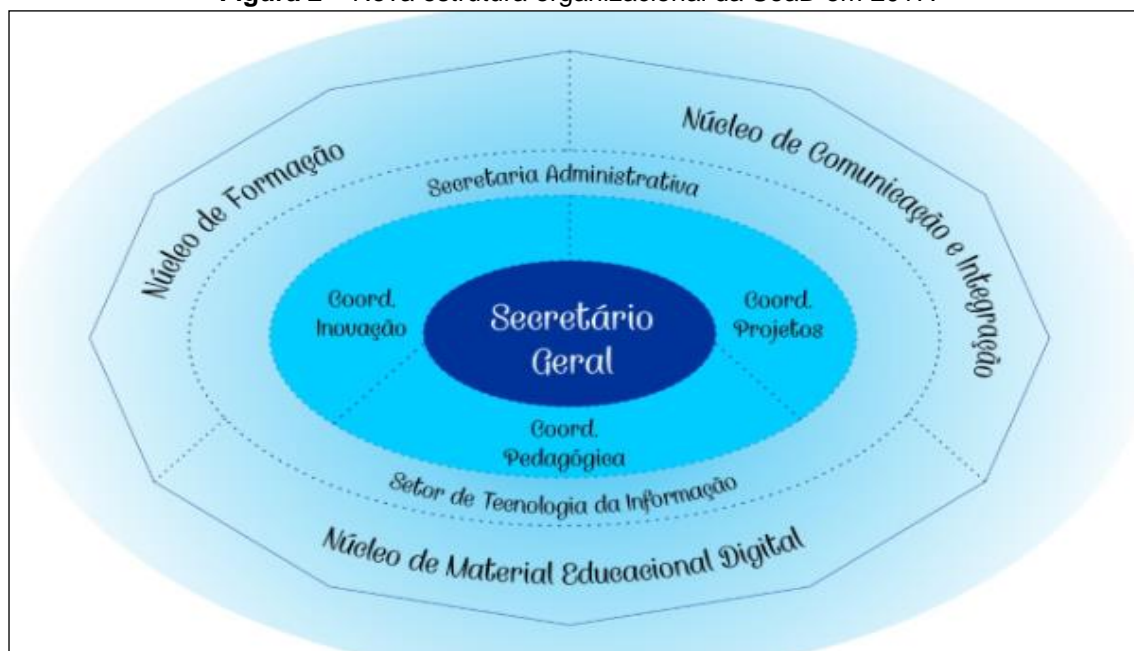 Núcleo de Formação
Núcleo de Comunicação e Integração
Secretaria Administrativa
Coord.
Inovação
Secretário
Geral
Coord.
Projetos
Coord.
Pedagógica
Setor de Tecnologia da Informação
Núcleo de Material Educacional Digital